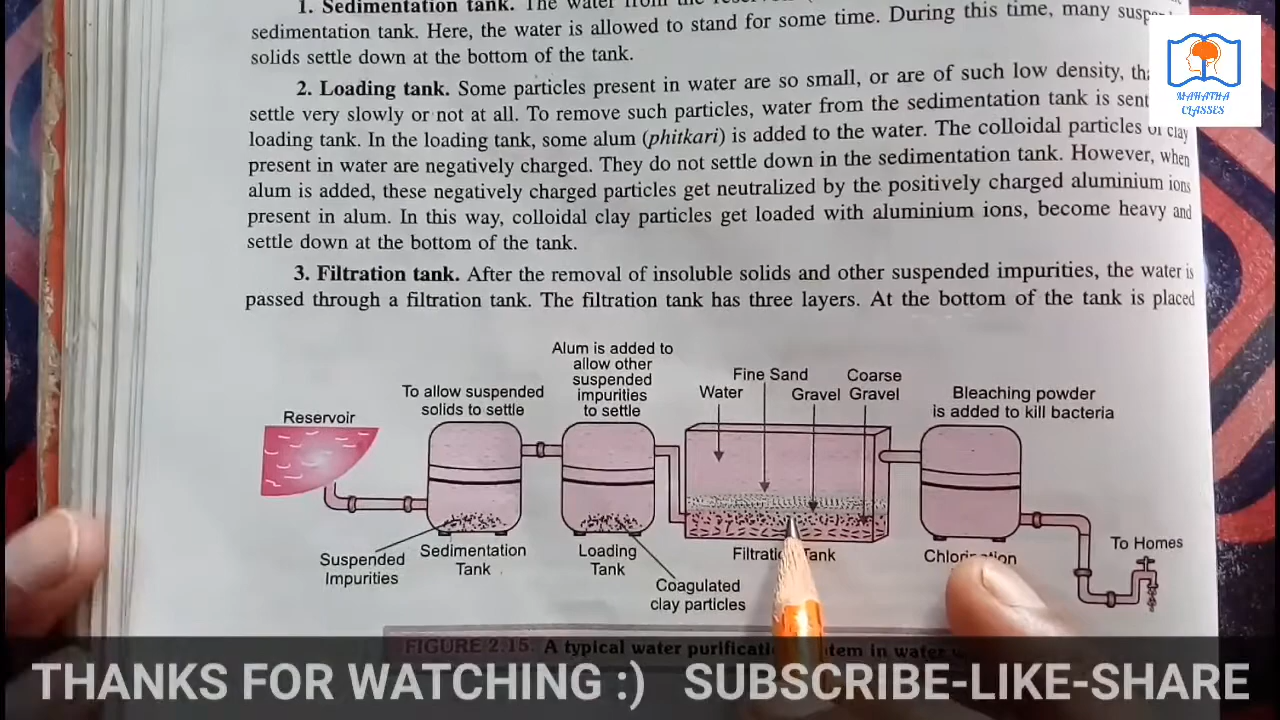 1. Sedimentation tank. The water from the
sedimentation tank. Here, the water is allowed to stand for some time. During this time, many
solids settle down at the bottom of the tank.
2. Loading tank. Some particles present in water are so small, or are of such low density,
settle very slowly or not at all. To remove such particles, water from the sedimentation tank is sent
loading tank. In the loading tank, some alum (phitkari) is added to the water. The colloidal particles of clay
present in water are negatively charged. They do not settle down in the sedimentation tank. However, when
alum is added, these negatively charged particles get neutralized by the positively charged aluminium ions
present in alum. In this way, colloidal clay particles get loaded with aluminium ions, become heavy and
settle down at the bottom of the tank.
3. Filtration tank. After the removal of insoluble solids and other suspended impurities, the water is
passed through a filtration tank. The filtration tank has three layers. At the bottom of the tank is placed
MAHATHA
CLASSES
Reservoir
To allow suspended
solids to settle
Alum is added to
allow other
suspended
impurities
to settle
Water
Fine Sand
Gravel
Coarse
Gravel
Bleaching powder
is added to kill bacteria
Suspended
Impurities
Sedimentation
Tank
Loading
Tank
Coagulated
clay particles
Tank
To Homes
FIGURE 2.15. A typical water in
THANKS FOR WATCHING :) SUBSCRIBE-LIKE-SHARE